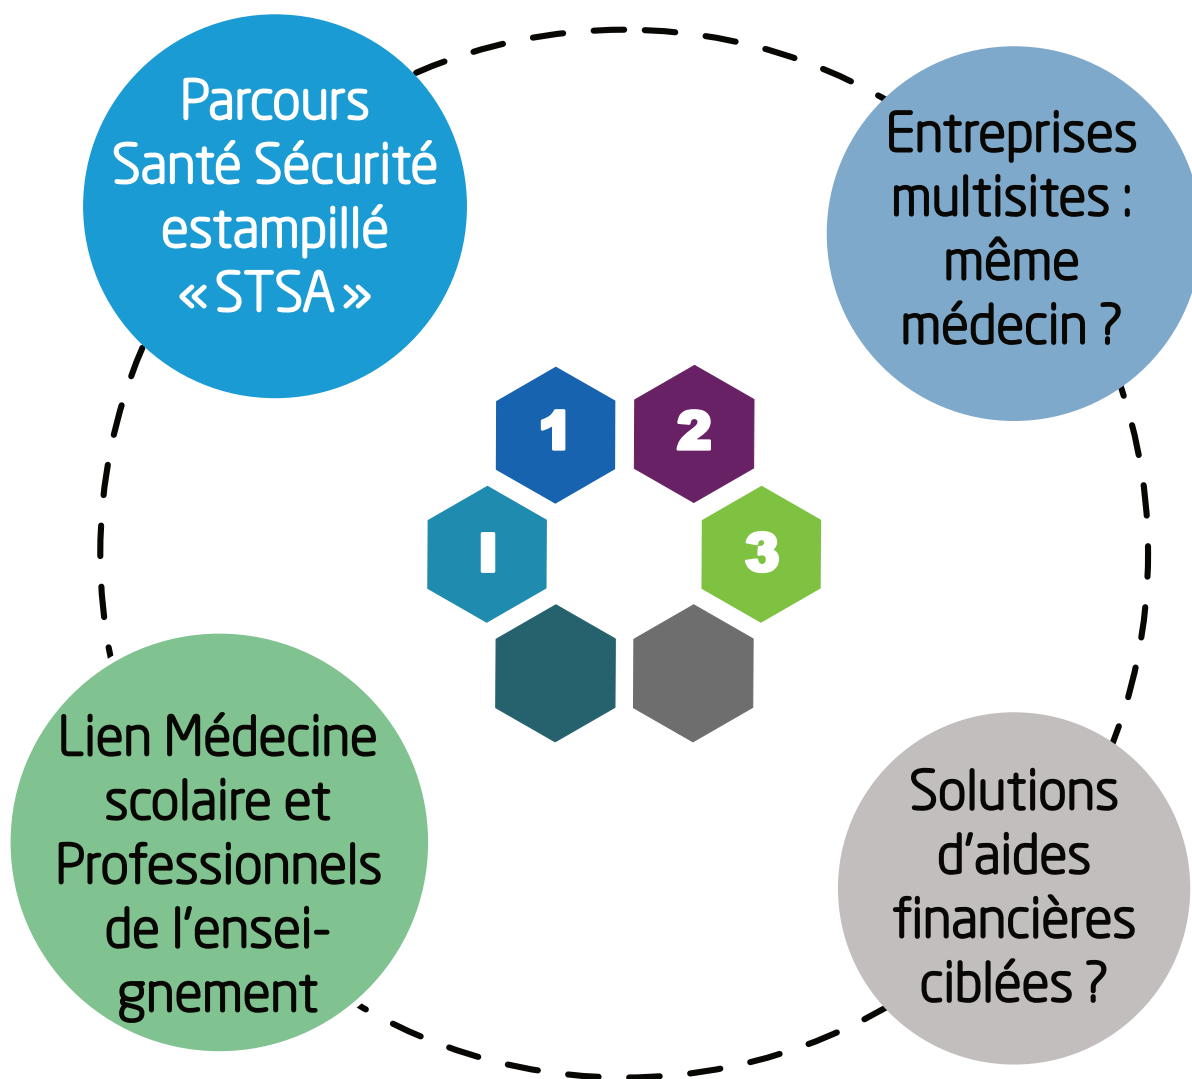 Parcours
Santé Sécurité
estampillé
« STSA »
Entreprises
multisites :
même
médecin ?
1
2
I
3
Lien Médecine
scolaire et
Professionnels
de l'ensei-
gnement
Solutions
d'aides
financières
ciblées ?